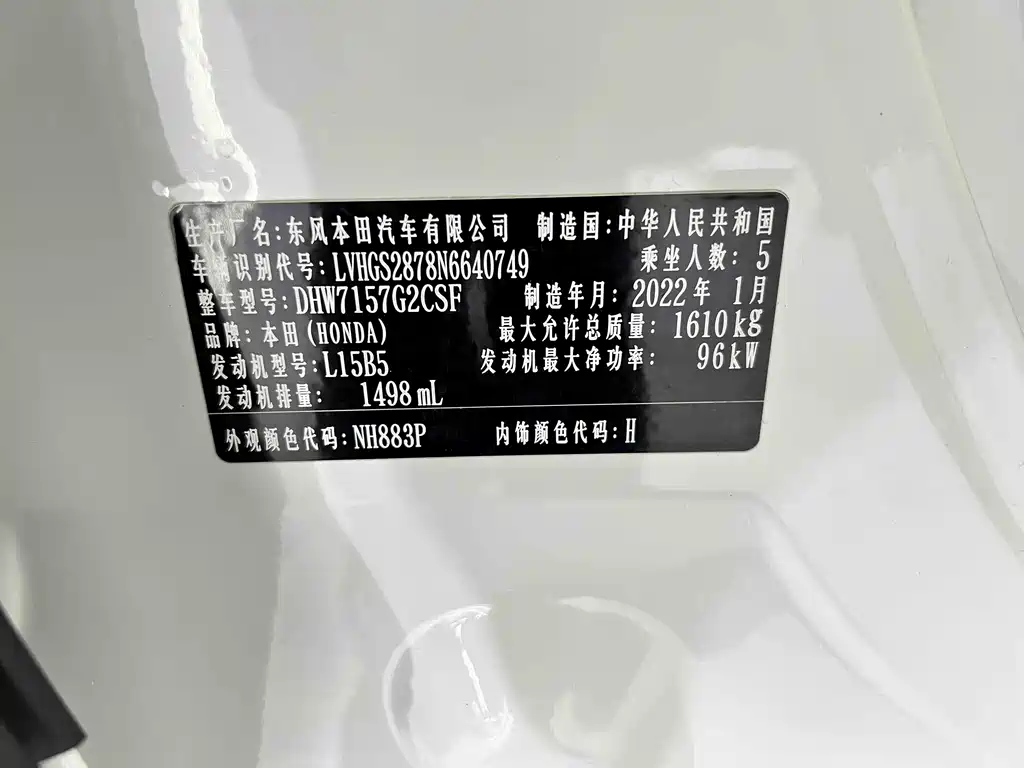 生产厂名:东风本田汽车有限公司 制造国:中华人民共和国
车辆识别代号:LVHGS2878N6640749 乘坐人数:5
整车型号:DHW7157G2CSF 制造年月:2022年 1月
品牌:本田(HONDA) 最大允许总质量:1610kg
发动机型号:L15B5 发动机最大净功率: 96kW
发动机排量: 1498mL
外观颜色代码:NH883P 内饰颜色代码:H